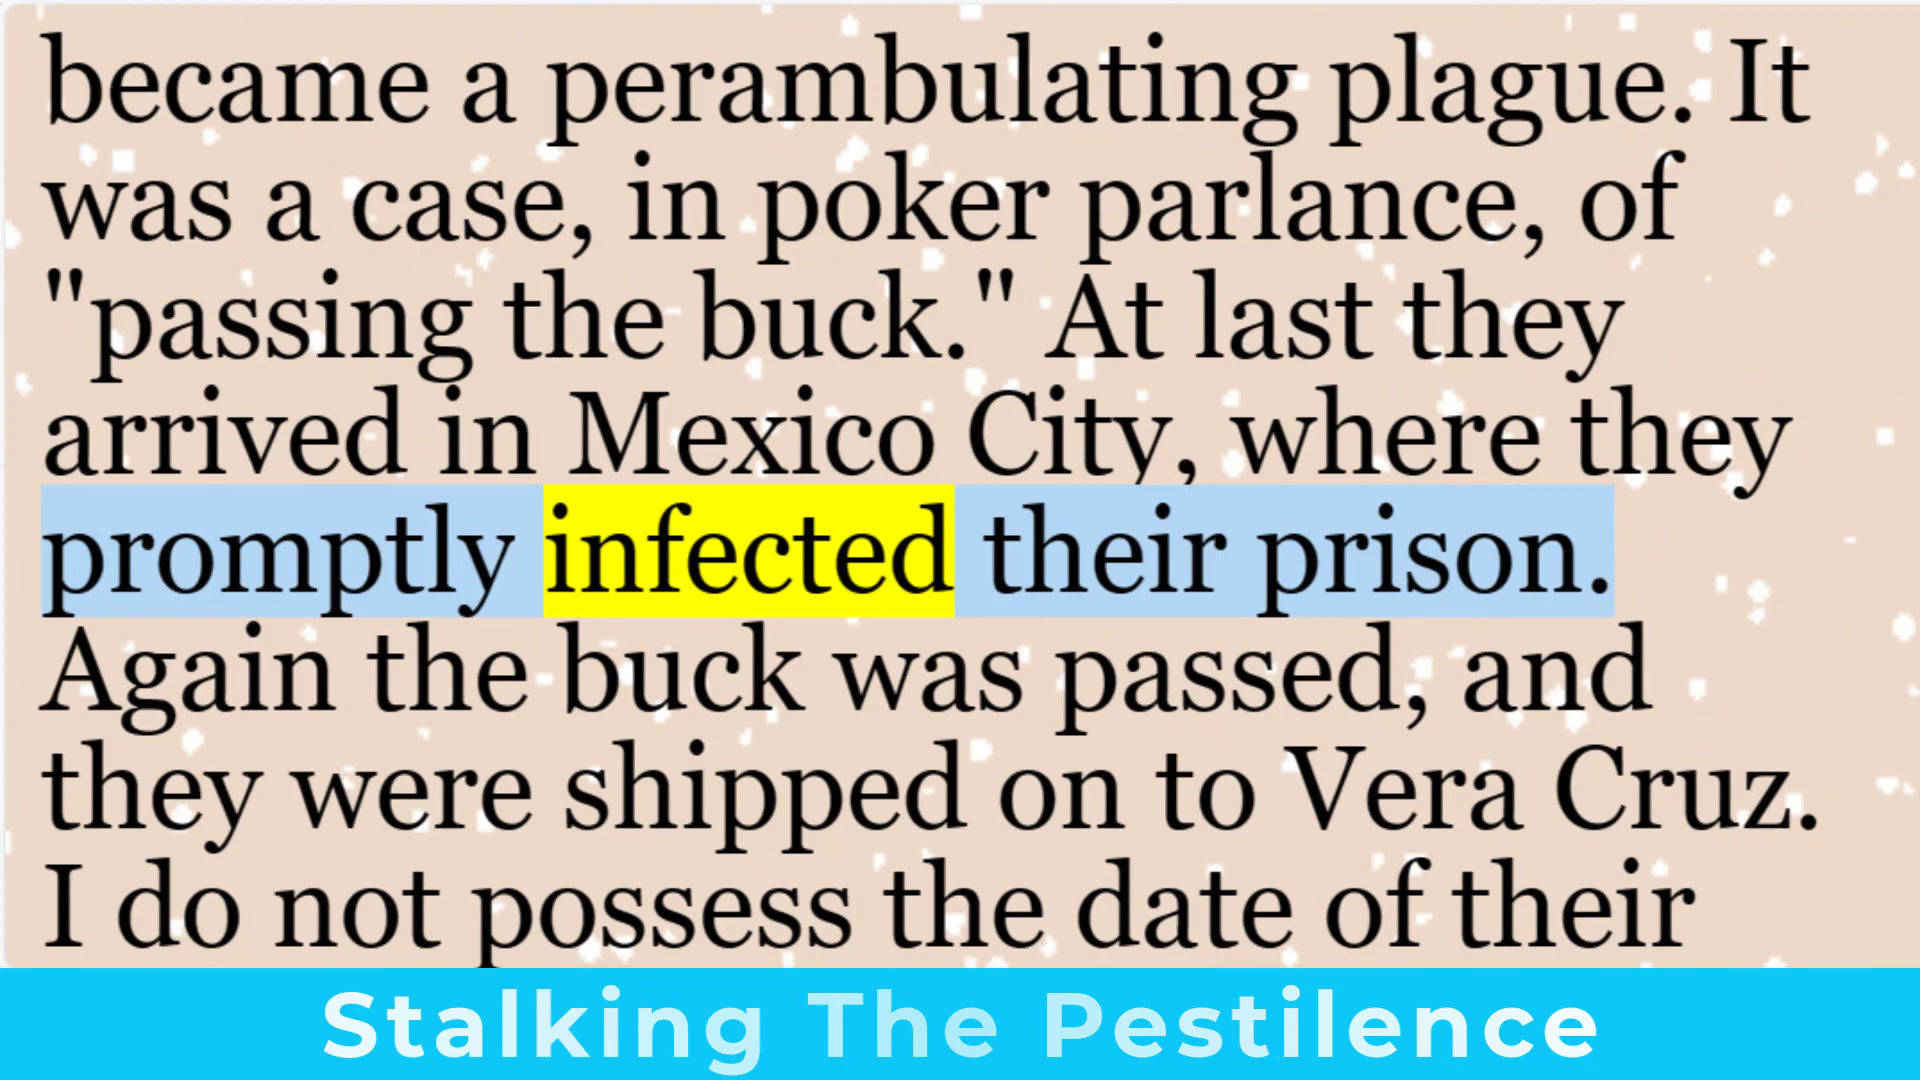 became a perambulating plague. It
was a case, in poker parlance, of
"passing the buck." At last they
arrived in Mexico City, where they
promptly infected their prison.
Again the buck was passed, and
they were shipped on to Vera Cruz.
I do not possess the date of their
Stalking The Pestilence